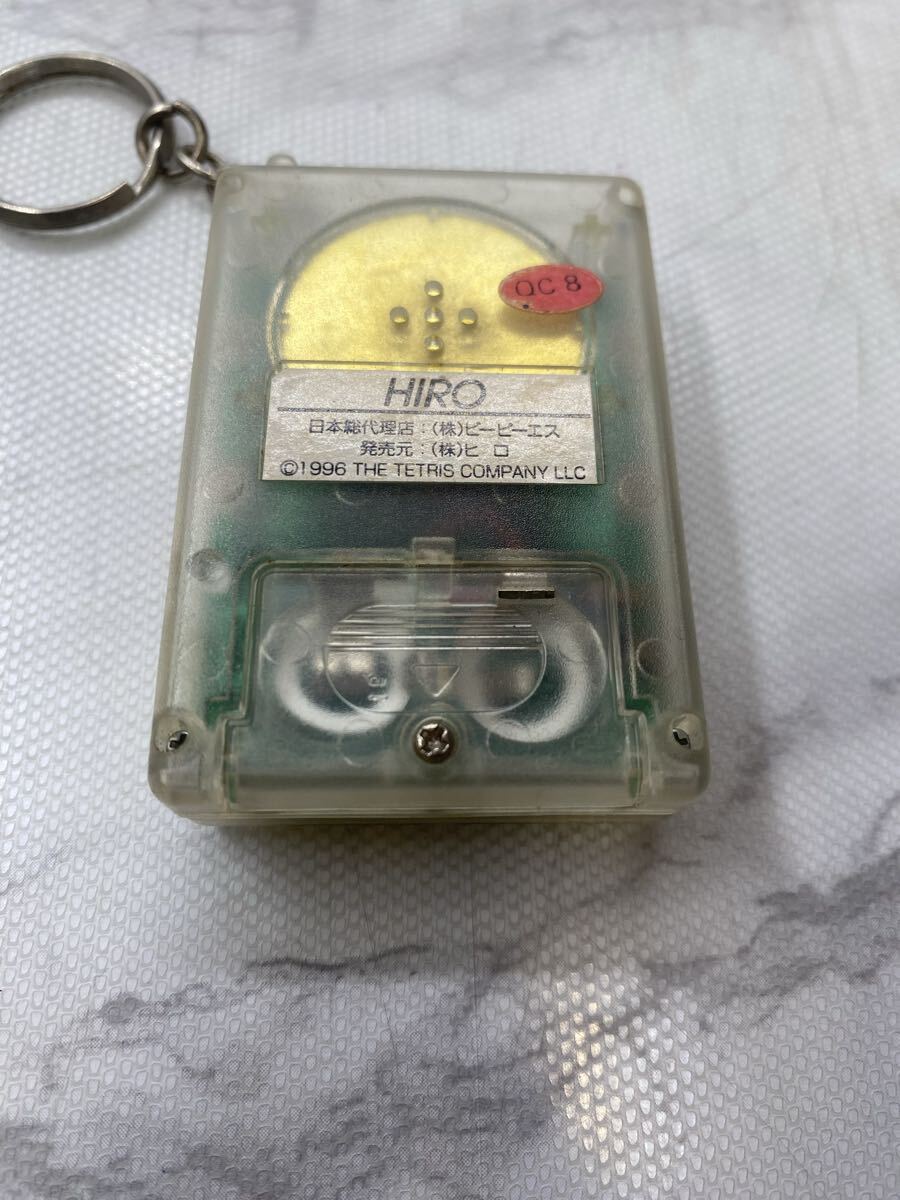 QC 8
HIRO
日本総代理店：(株)ビーピーエス
発売元：(株)ヒ ロ
©1996 THE TETRIS COMPANY LLC